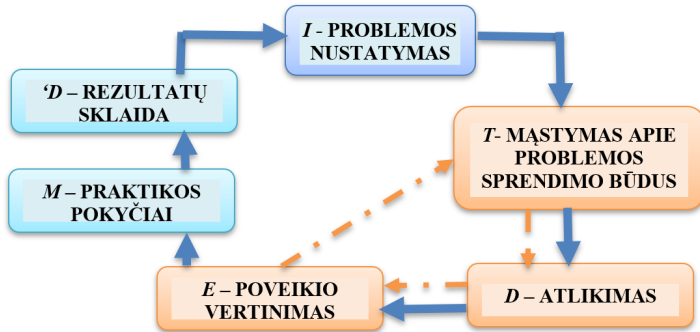 I - PROBLEMOS
NUSTATYMAS
T- MĄSTYMAS APIE
PROBLEMOS
SPRENDIMO BŪDUS
D – ATLIKIMAS
E – POVEIKIO
VERTINIMAS
M – PRAKTIKOS
POKYČIAI
‘D – REZULTATŲ
SKLAIDA